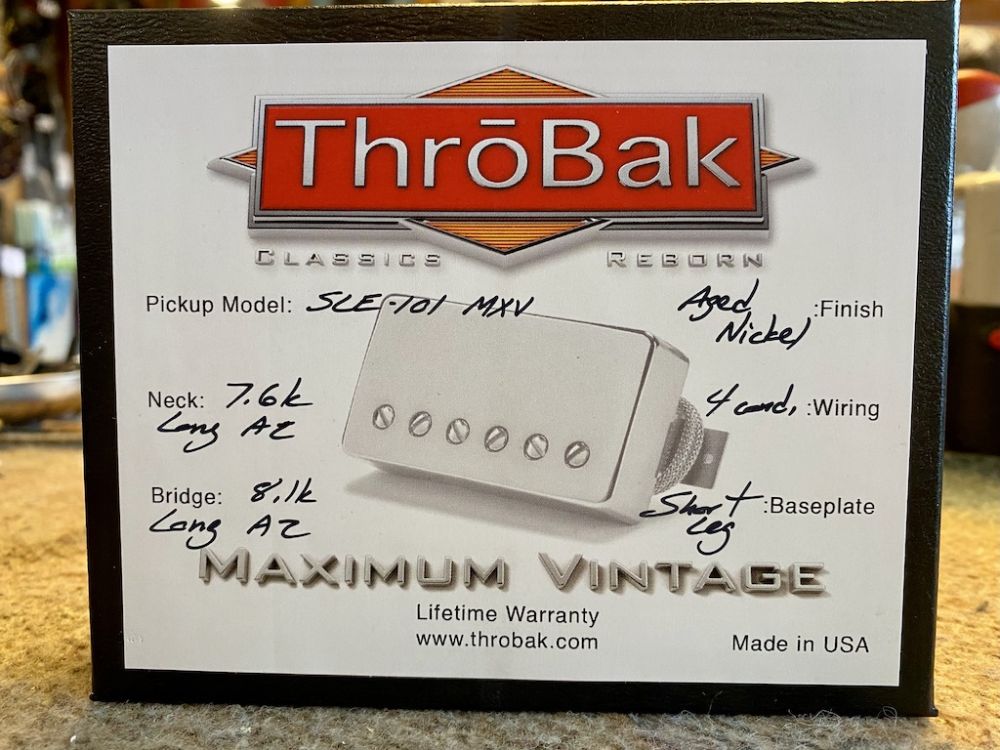 ThrōBak
CLASSICS REBORN
Pickup Model: SLE-101 MXV
Aged Nickel :Finish
Neck: 7.6k
Long A2
4 cond. :Wiring
Bridge: 8.1k
Long A2
Short Leg :Baseplate
MAXIMUM VINTAGE
Lifetime Warranty
www.throbak.com
Made in USA